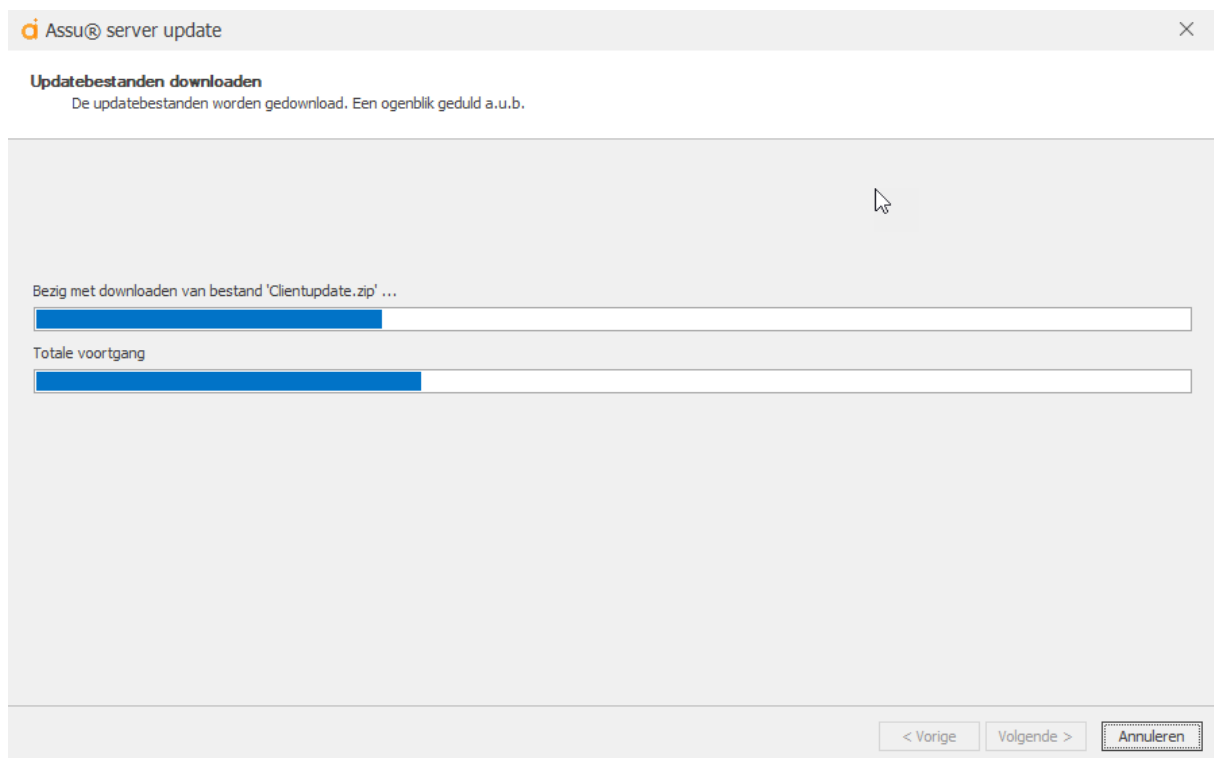 Assu® server update
Updatebestanden downloaden
De updatebestanden worden gedownload. Een ogenblik geduld a.u.b.
Bezig met downloaden van bestand 'Clientupdate.zip' ...
Totale voortgang
< Vorige Volgende > Annuleren